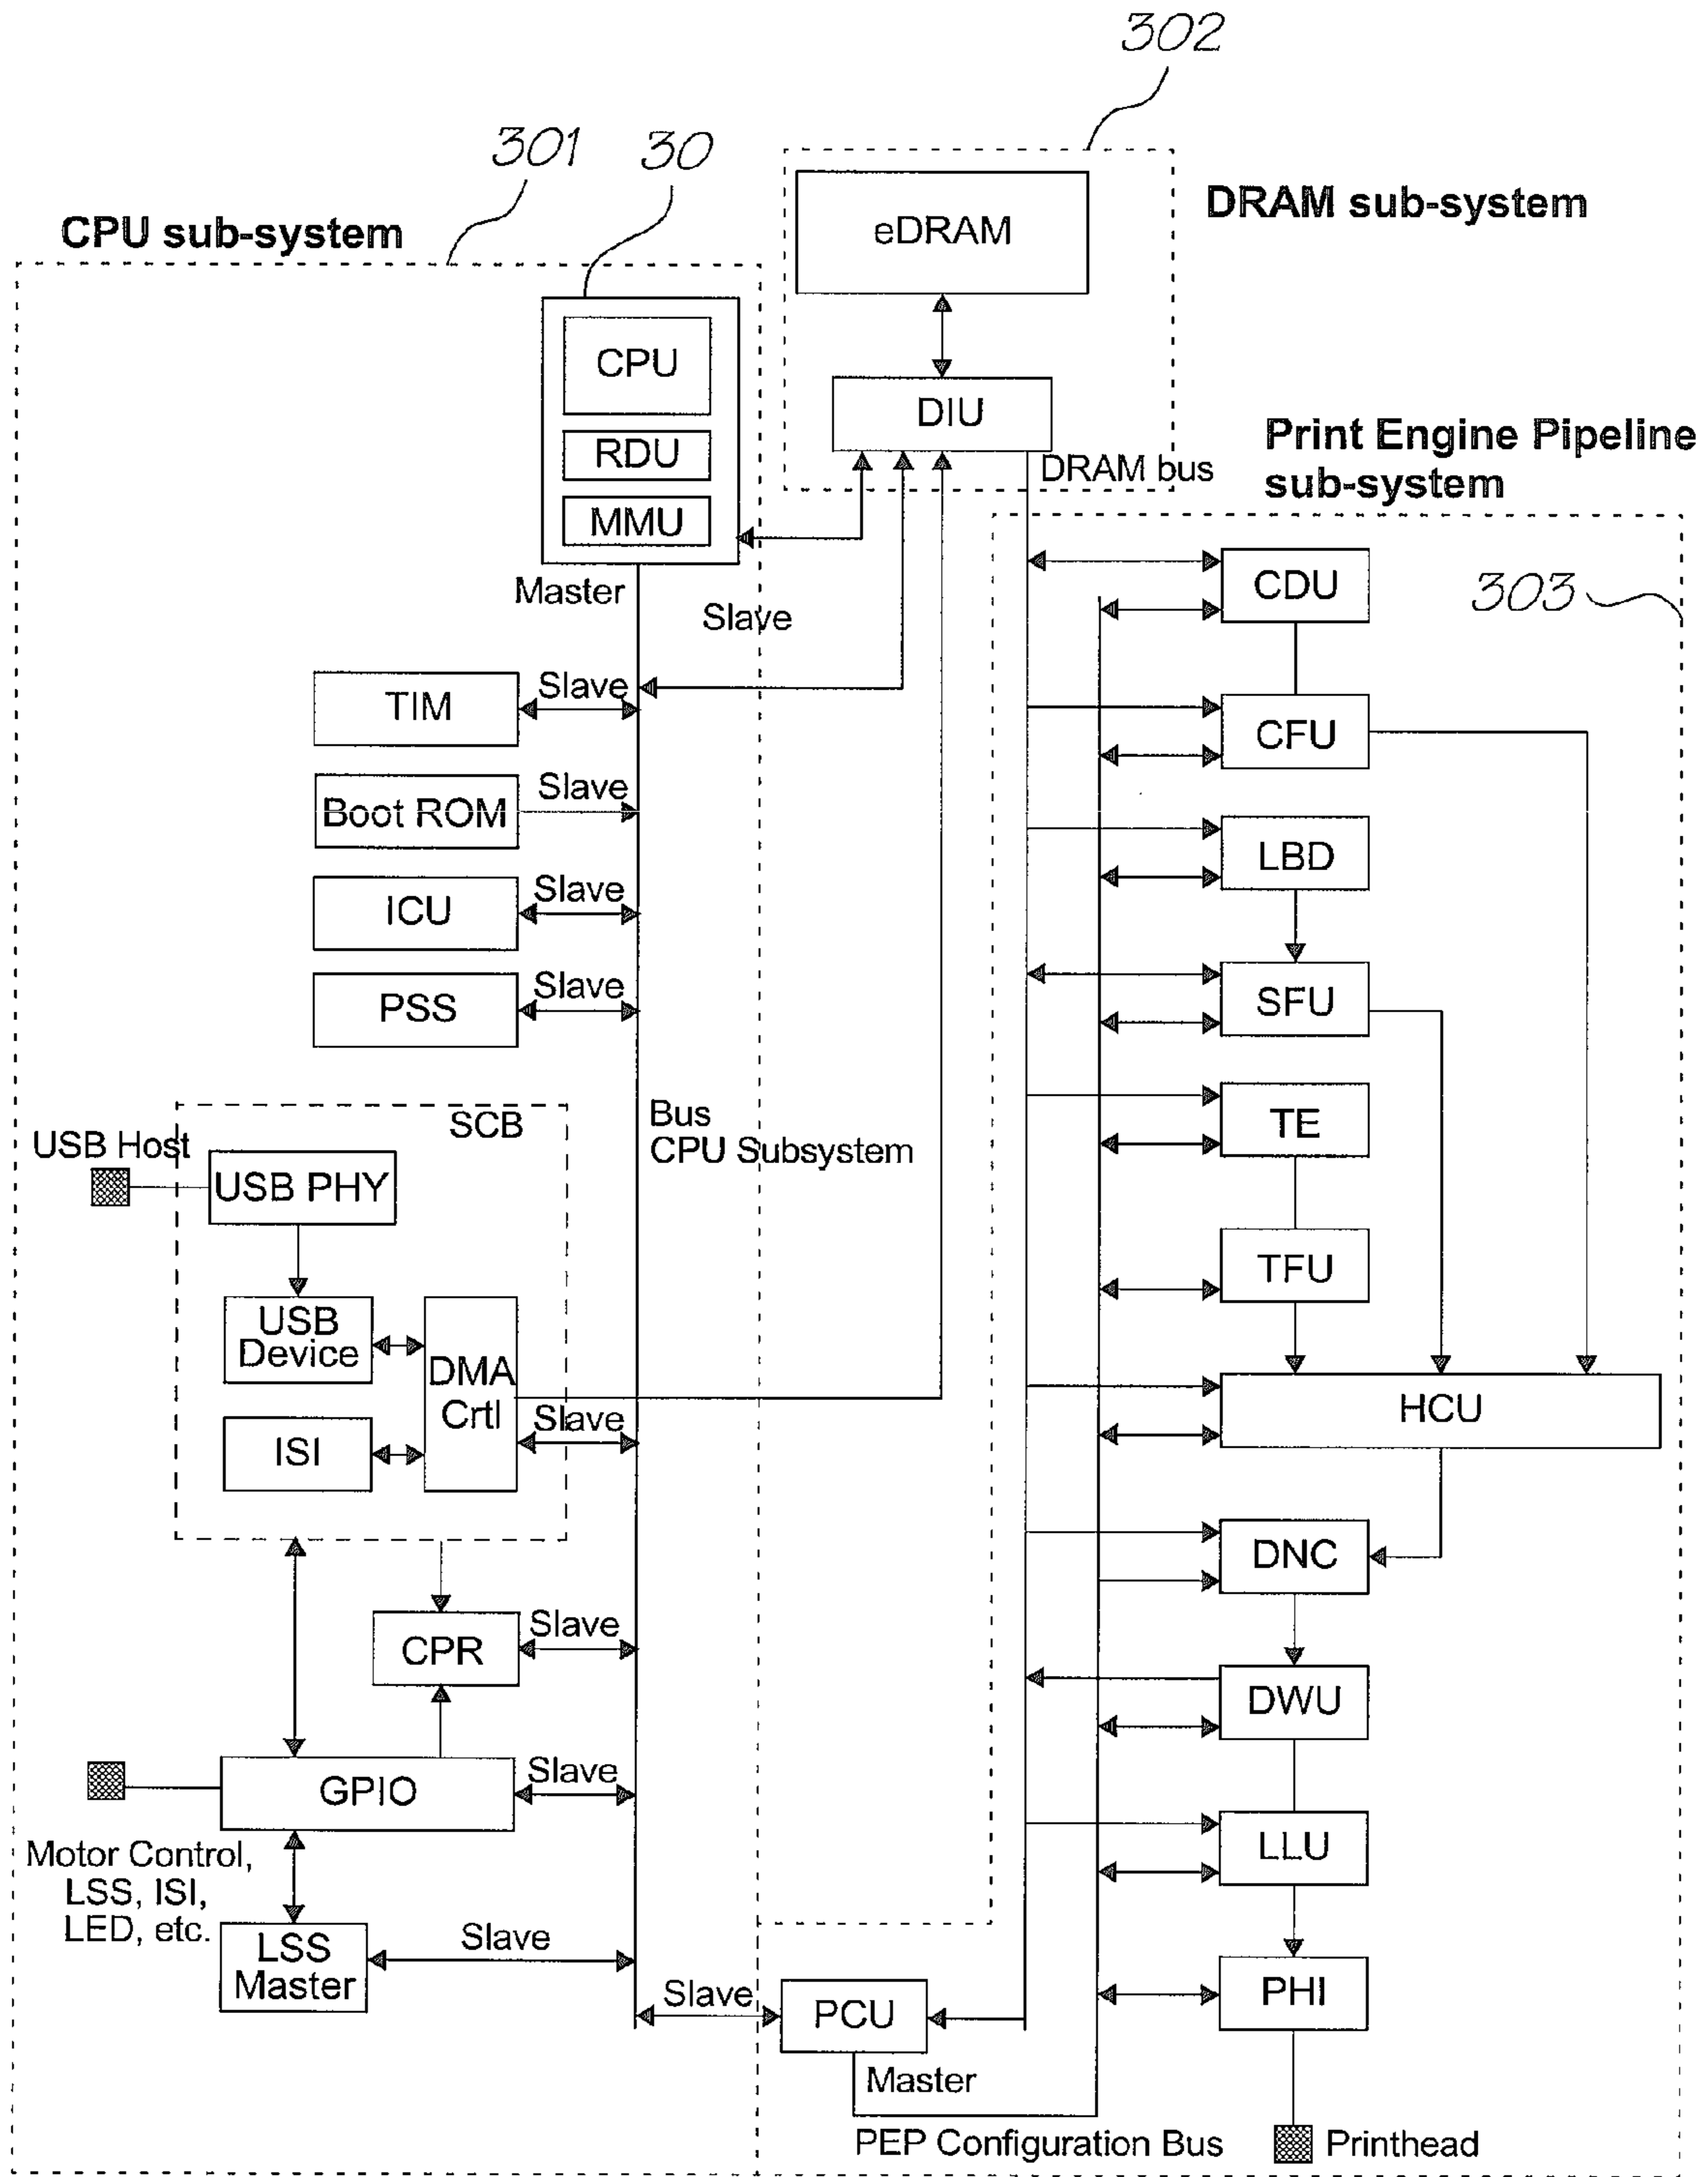 302
301
30
CPU sub-system
DRAM sub-system
eDRAM
CPU
RDU
MMU
DIU
DRAM bus
Print Engine Pipeline
sub-system
303
Master
Slave
TIM
Slave
Boot ROM
Slave
ICU
Slave
PSS
Slave
Bus
CPU Subsystem
SCB
USB Host
USB PHY
USB
Device
DMA
Crtl
Slave
ISI
CPR
Slave
GPIO
Slave
Motor Control,
LSS, ISI,
LED, etc.
LSS
Master
Slave
Slave
PCU
Master
PEP Configuration Bus
CDU
CFU
LBD
SFU
TE
TFU
HCU
DNC
DWU
LLU
PHI
Printhead